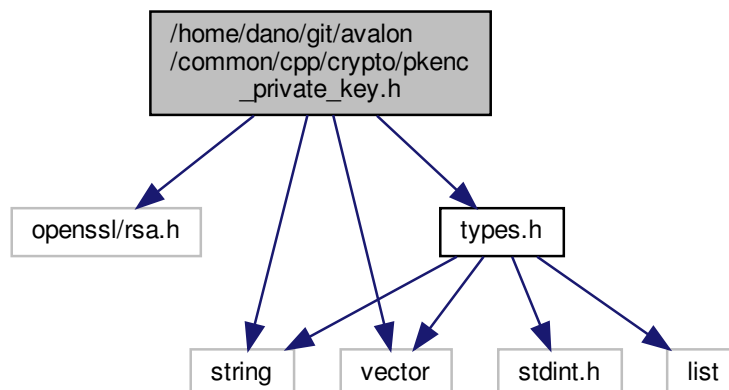 /home/dano/git/avalon
/common/cpp/crypto/pkenc
_private_key.h
openssl/rsa.h
types.h
string
vector
stdint.h
list